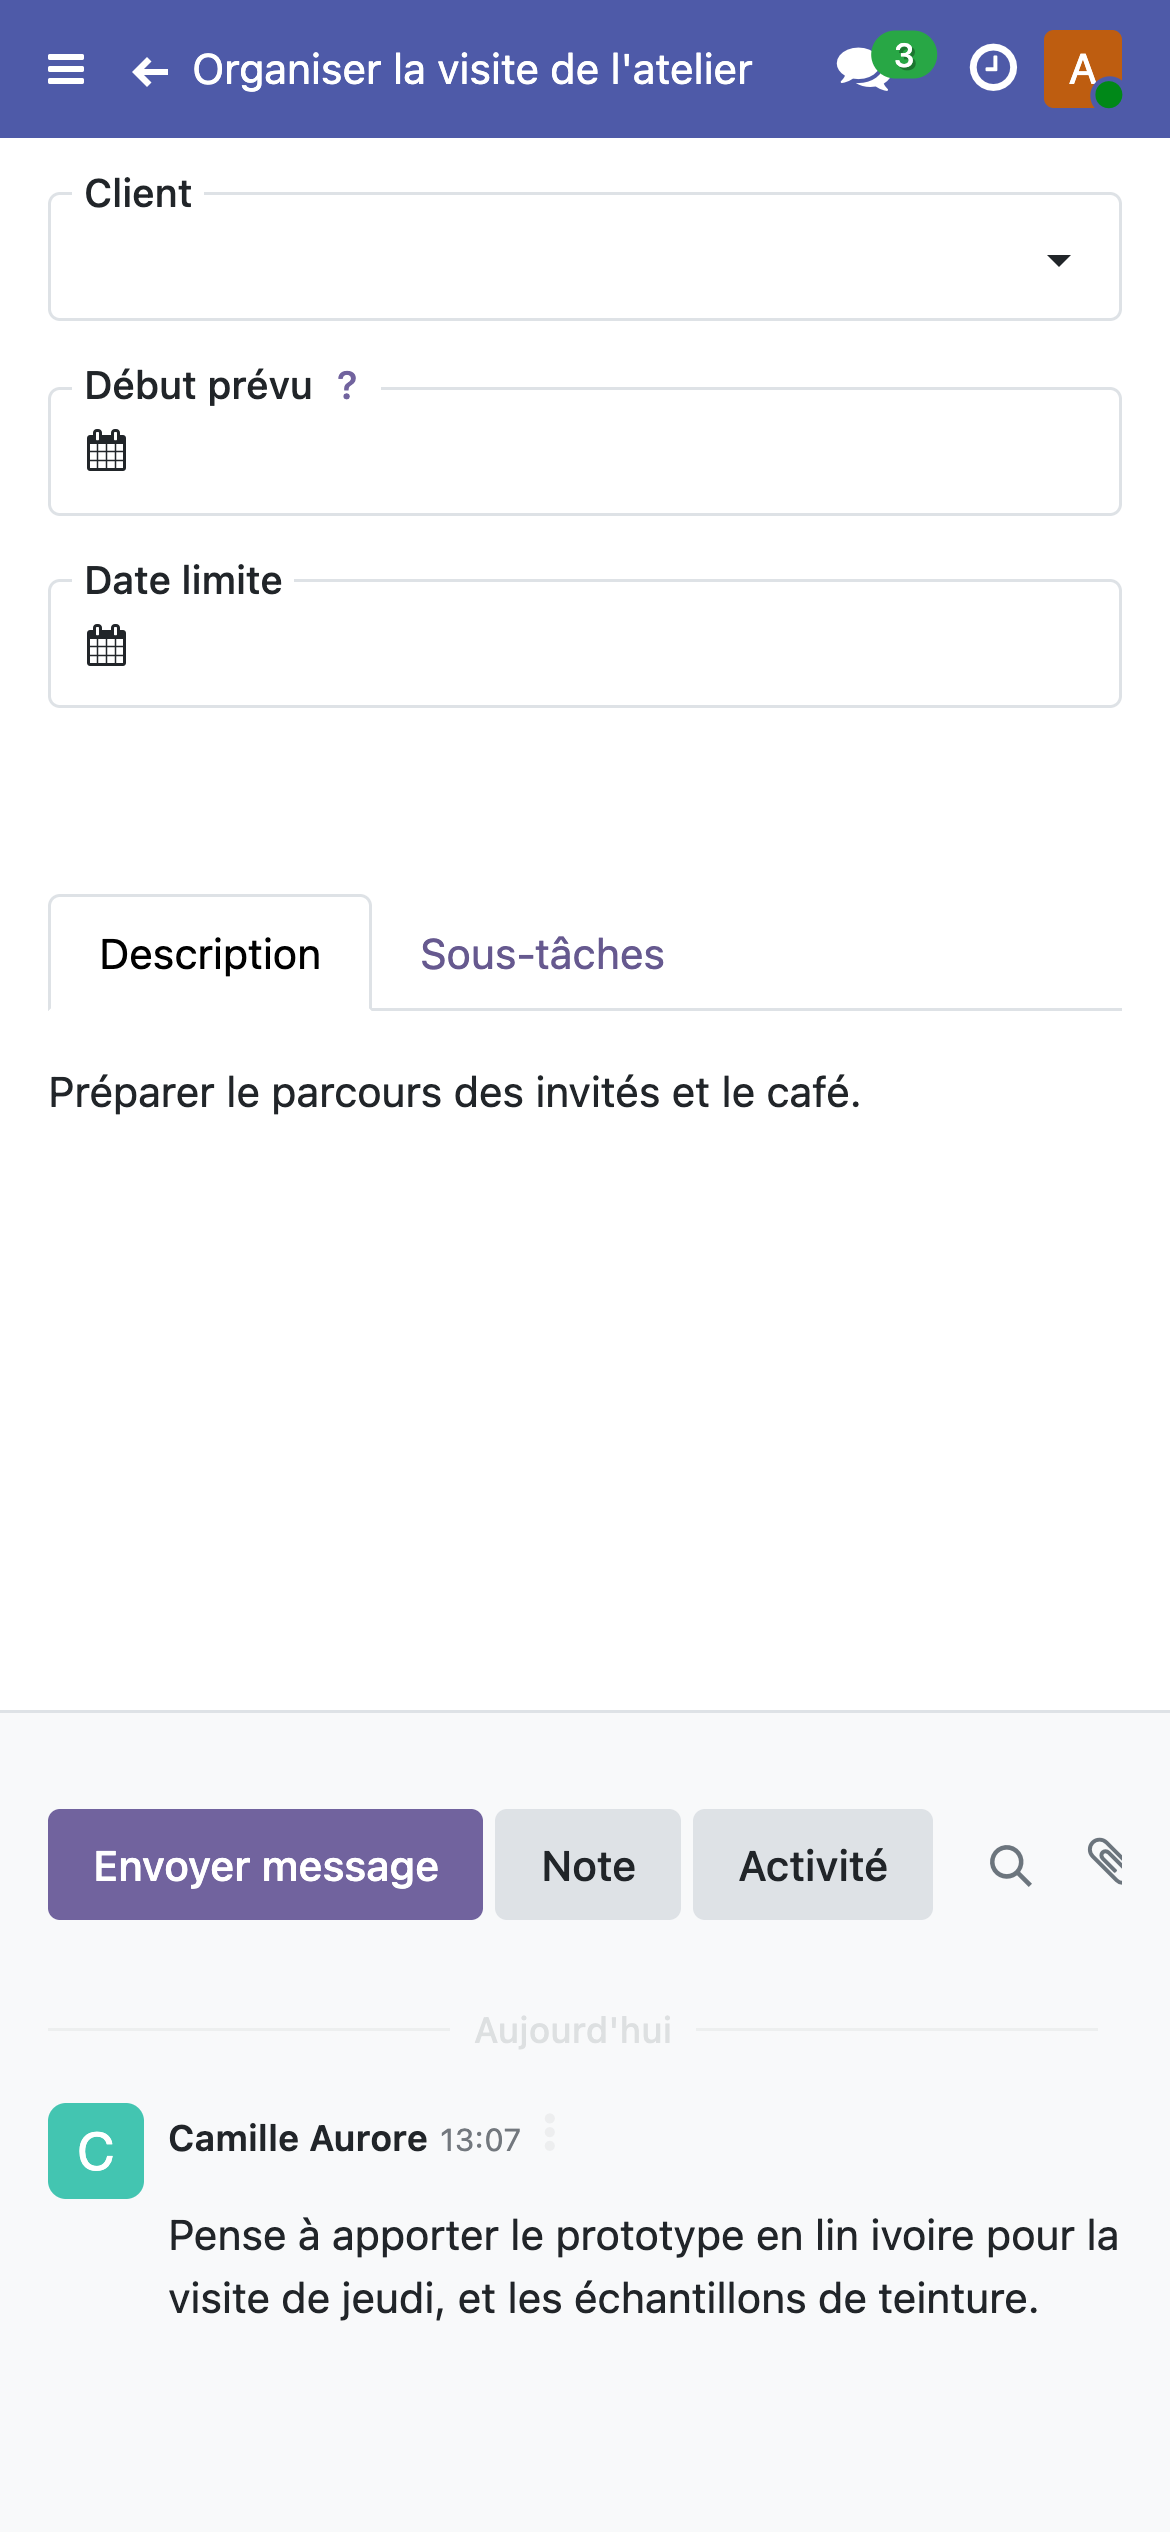 Organiser la visite de l'atelier
3
A
Client
Début prévu ?
Date limite
Description
Sous-tâches
Préparer le parcours des invités et le café.
Envoyer message
Note
Activité
Aujourd'hui
C
Camille Aurore 13:07
Pense à apporter le prototype en lin ivoire pour la
visite de jeudi, et les échantillons de teinture.